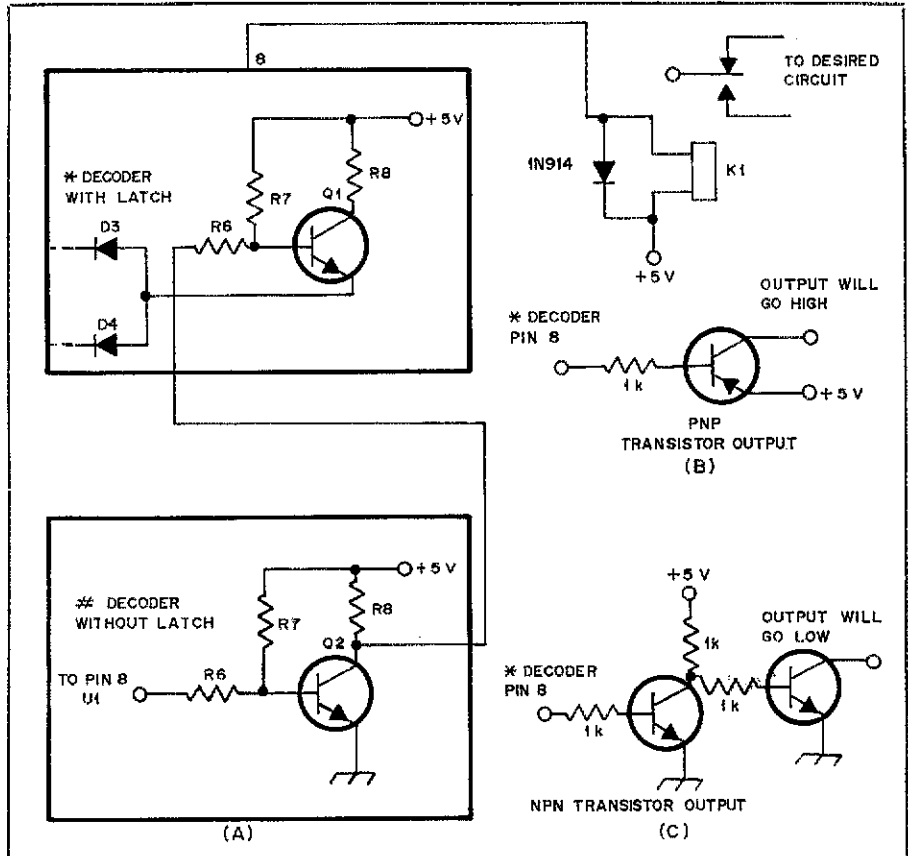 8
TO DESIRED
CIRCUIT
+5V
* DECODER
WITH LATCH
R7
R8
Q1
1N914
K1
D3
R6
+5V
D4
OUTPUT WILL
GO HIGH
* DECODER
PIN 8
1k
+5V
PNP
TRANSISTOR OUTPUT
(B)
+5V
# DECODER
WITHOUT LATCH
R7
R8
Q2
TO PIN 8
U1
R6
(A)
+5V
1k
OUTPUT WILL
GO LOW
* DECODER
PIN 8
1k
1k
NPN TRANSISTOR OUTPUT
(C)